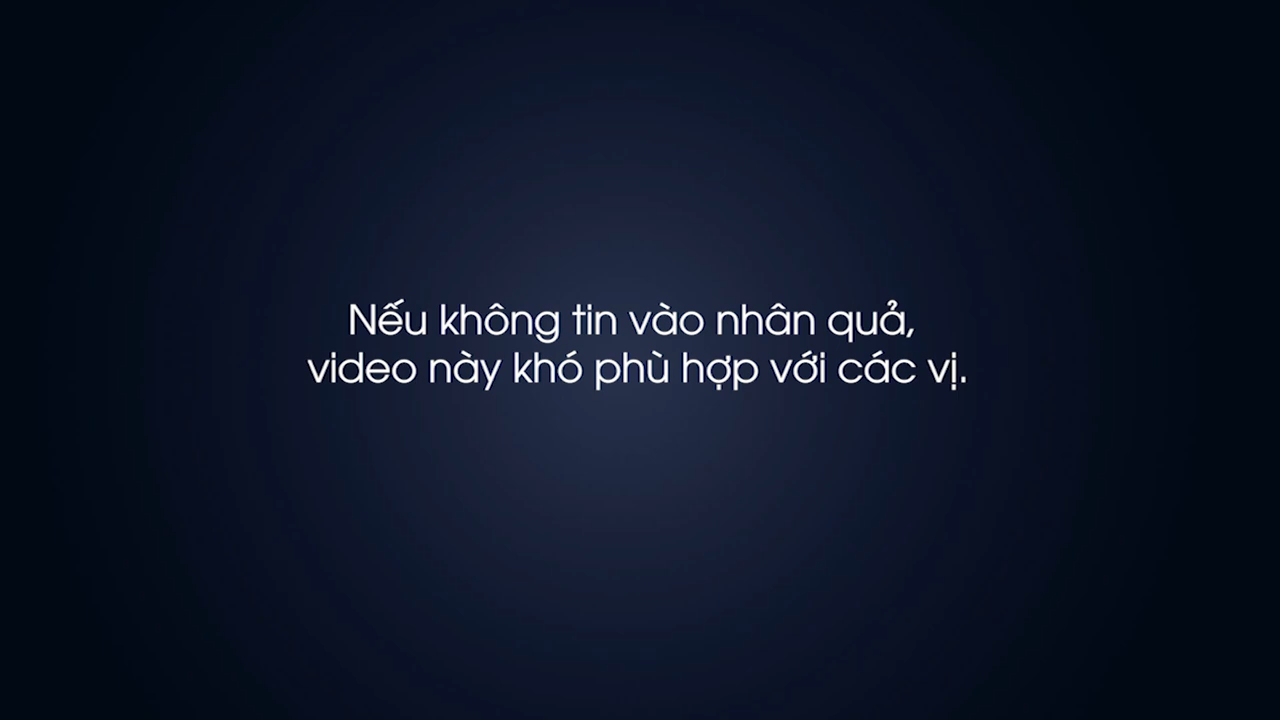 Nếu không tin vào nhân quả,
video này khó phù hợp với các vị.